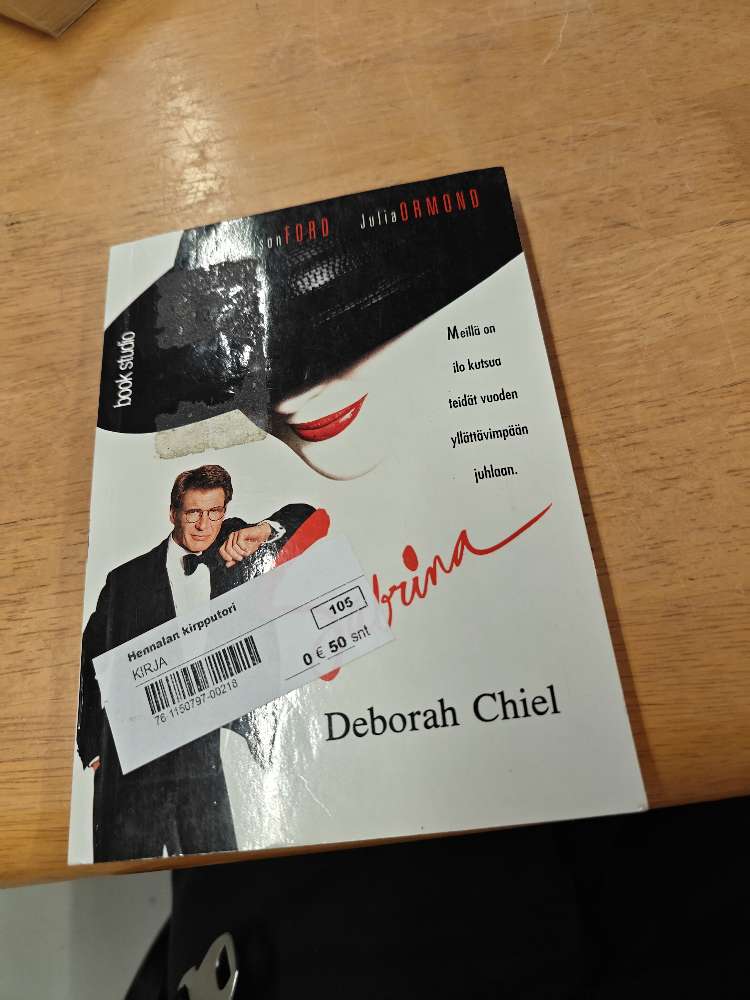 FORD Julia ORMOND
book studio
Meillä on
ilo kutsua
teidät vuoden
yllättävimpään
juhlaan.
Hennalan kirpputori
KIRJA
105
0 € 50 snt
76 1150797-00218
Deborah Chiel